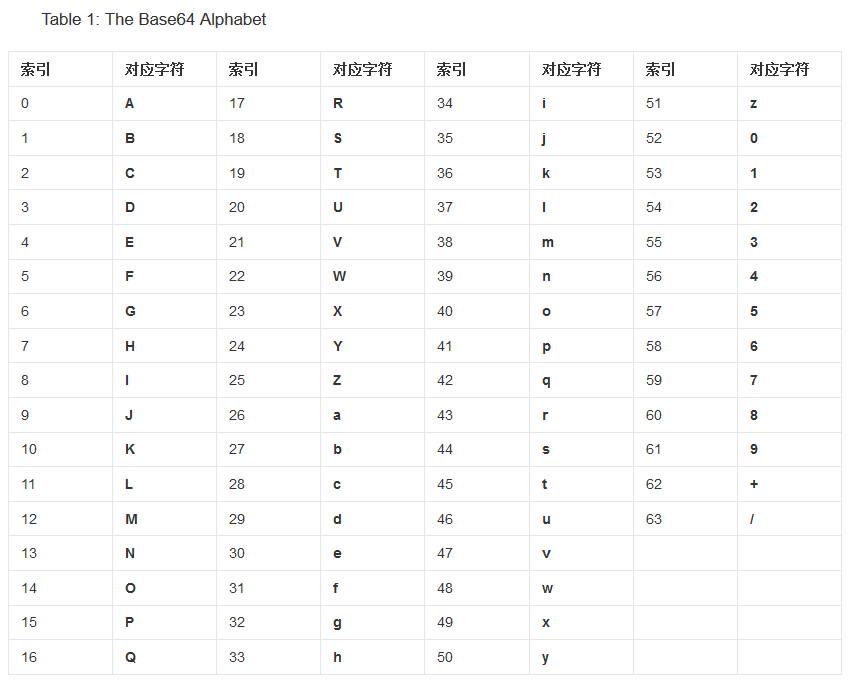 Table 1: The Base64 Alphabet
索引 对应字符 索引 对应字符 索引 对应字符 索引 对应字符
0 A 17 R 34 i 51 z
1 B 18 S 35 j 52 0
2 C 19 T 36 k 53 1
3 D 20 U 37 l 54 2
4 E 21 V 38 m 55 3
5 F 22 W 39 n 56 4
6 G 23 X 40 o 57 5
7 H 24 Y 41 p 58 6
8 I 25 Z 42 q 59 7
9 J 26 a 43 r 60 8
10 K 27 b 44 s 61 9
11 L 28 c 45 t 62 +
12 M 29 d 46 u 63 /
13 N 30 e 47 v
14 O 31 f 48 w
15 P 32 g 49 x
16 Q 33 h 50 y